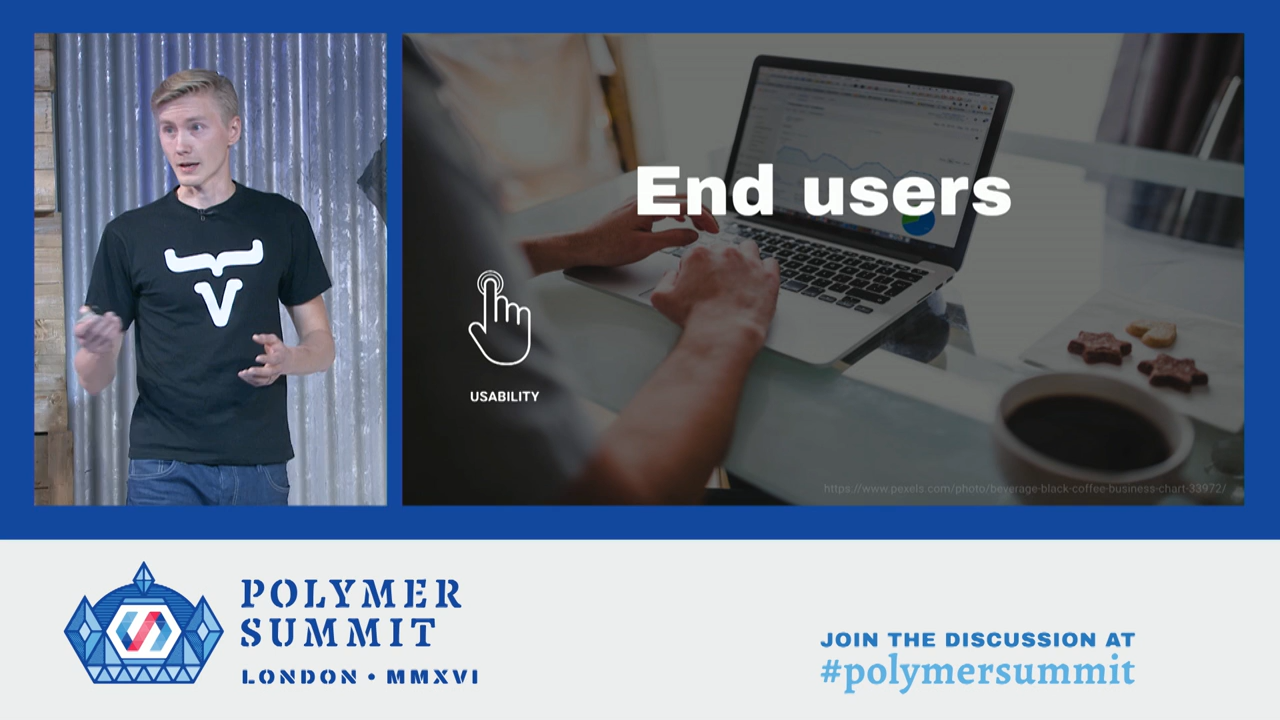 End users
USABILITY
https://www.pexels.com/photo/beverage-black-coffee-business-chart-33972/
POLYMER
SUMMIT
LONDON • MMXVI
JOIN THE DISCUSSION AT
#polymersummit